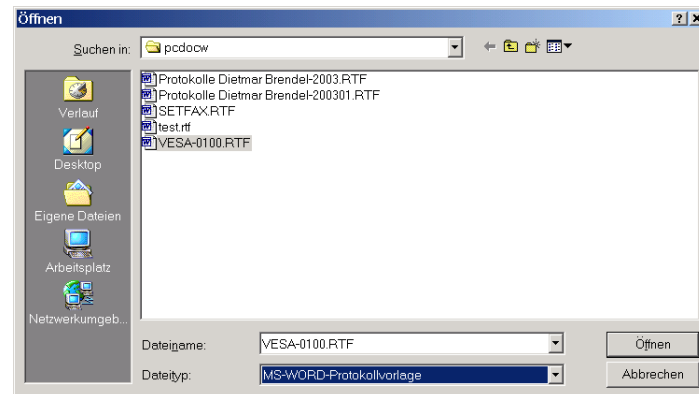 Öffnen
Suchen in: pcdocw
Verlauf
Desktop
Eigene Dateien
Arbeitsplatz
Netzwerkumgeb...
Protokolle Dietmar Brendel-2003.RTF
Protokolle Dietmar Brendel-200301.RTF
SETFAX.RTF
test.rtf
VESA-0100.RTF
Dateiname: VESA-0100.RTF Öffnen
Dateityp: MS-WORD-Protokollvorlage Abbrechen